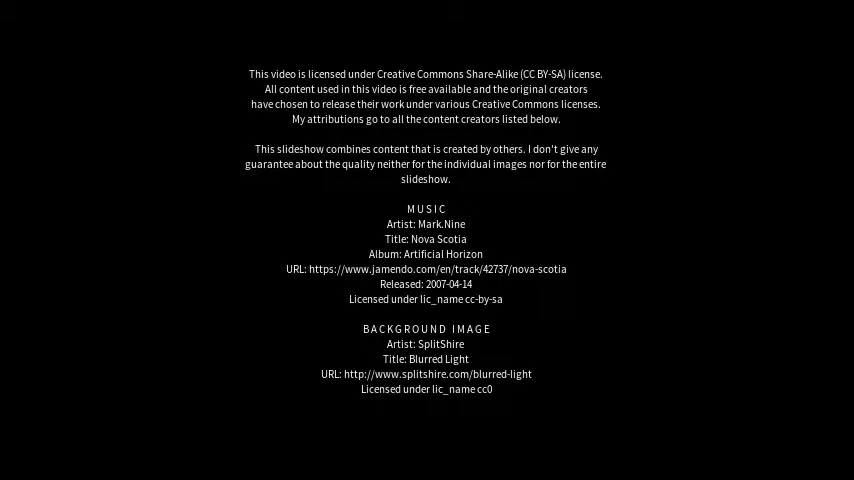 This video is licensed under Creative Commons Share-Alike (CC BY-SA) license.
All content used in this video is free available and the original creators
have chosen to release their work under various Creative Commons licenses.
My attributions go to all the content creators listed below.
This slideshow combines content that is created by others. I don't give any
guarantee about the quality neither for the individual images nor for the entire
slideshow.
MUSIC
Artist: Mark.Nine
Title: Nova Scotia
Album: Artificial Horizon
URL: https://www.jamendo.com/en/track/42737/nova-scotia
Released: 2007-04-14
Licensed under lic_name cc-by-sa
BACKGROUND IMAGE
Artist: SplitShire
Title: Blurred Light
URL: http://www.splitshire.com/blurred-light
Licensed under lic_name cc0